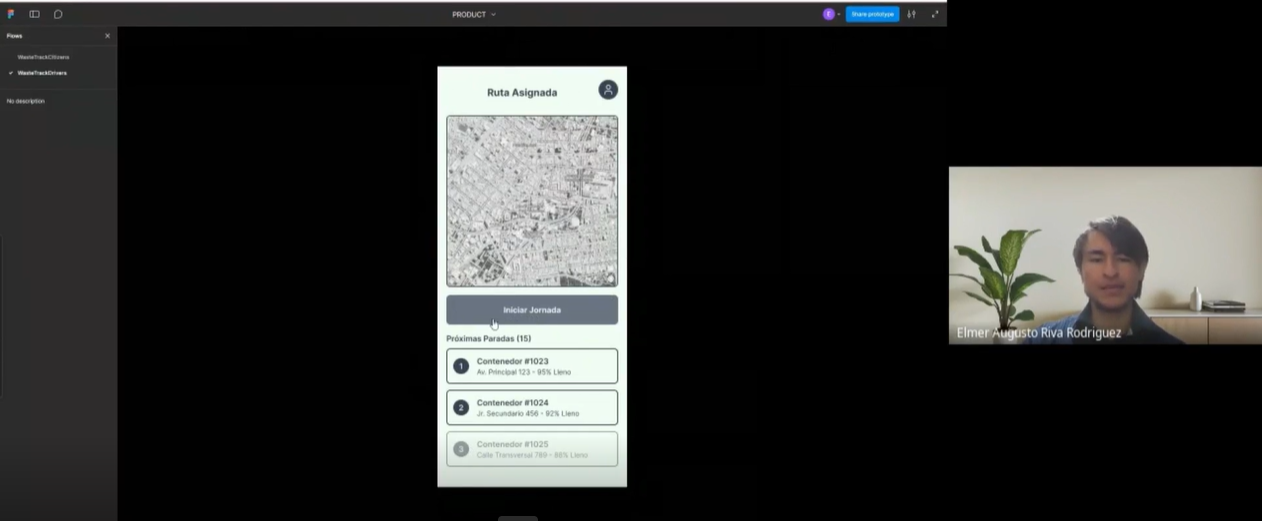 PRODUCT
E
Share prototype
Flows
WasteTrackCitizens
WasteTrackDrivers
No description
Ruta Asignada
Iniciar Jornada
Próximas Paradas (15)
1
Contenedor #1023
Av. Principal 123 - 95% Lleno
2
Contenedor #1024
Jr. Secundario 456 - 92% Lleno
3
Contenedor #1025
Calle Transversal 789 - 88% Lleno
Elmer Augusto Riva Rodriguez